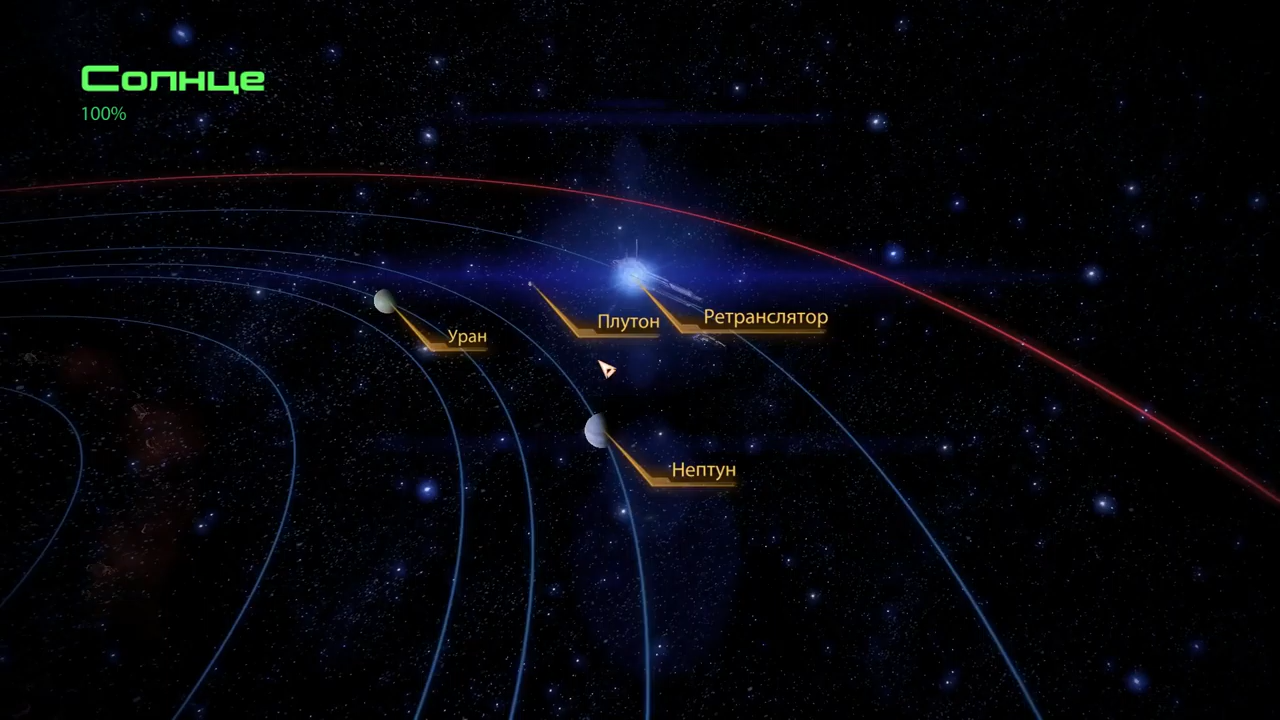 Солнце
100%
Плутон
Ретранслятор
Уран
Нептун